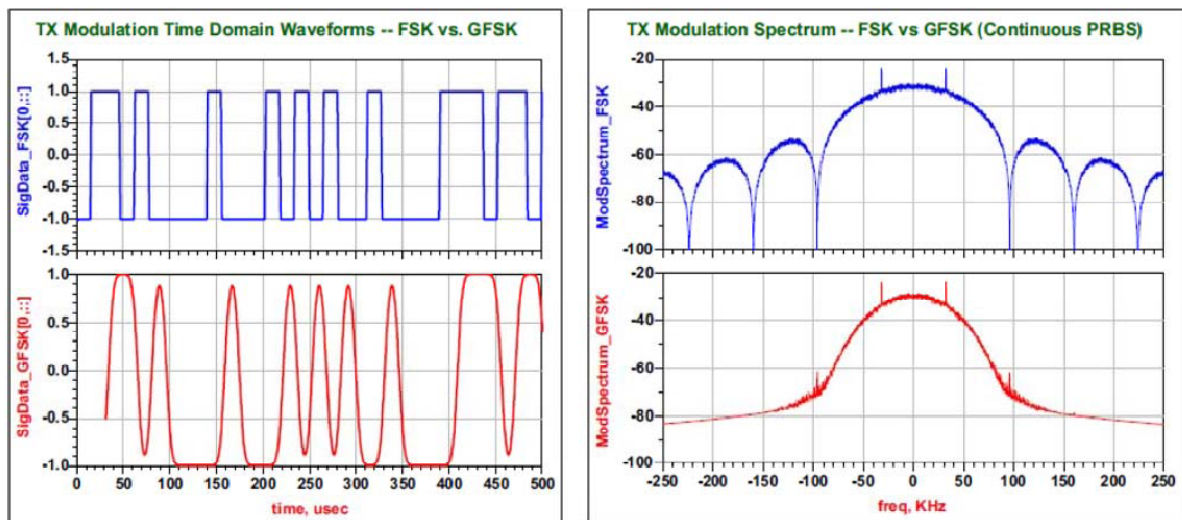 TX Modulation Time Domain Waveforms -- FSK vs. GFSK
SigData_FSK[0,::]
1.5
1.0
0.5
0.0
-0.5
-1.0
-1.5
SigData_GFSK[0,::]
1.0
0.5
0.0
-0.5
-1.0
0 50 100 150 200 250 300 350 400 450 500
time, usec
TX Modulation Spectrum -- FSK vs GFSK (Continuous PRBS)
ModSpectrum_FSK
-20
-40
-60
-80
-100
ModSpectrum_GFSK
-20
-40
-60
-80
-100
-250 -200 -150 -100 -50 0 50 100 150 200 250
freq, KHz